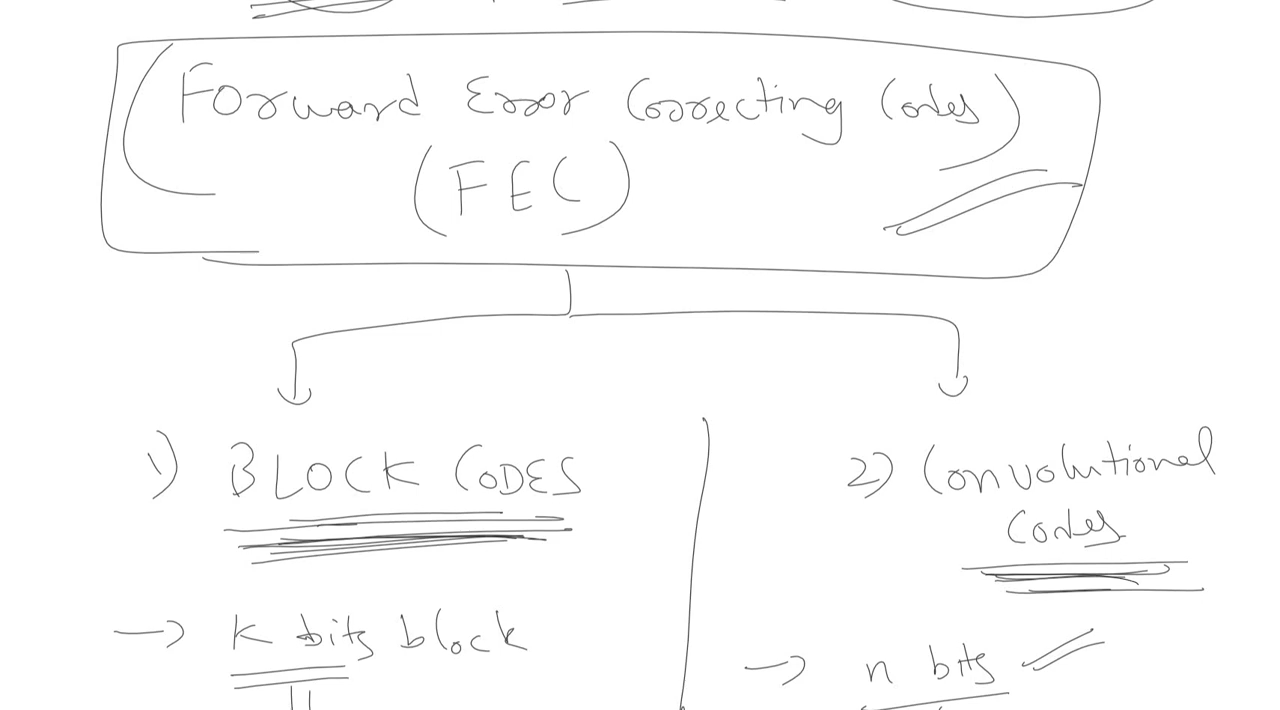 Forward Error Correcting Codes
(FEC)
1) BLOCK CODES
2) Convolutional
Codes
→ k bits block
→ n bits